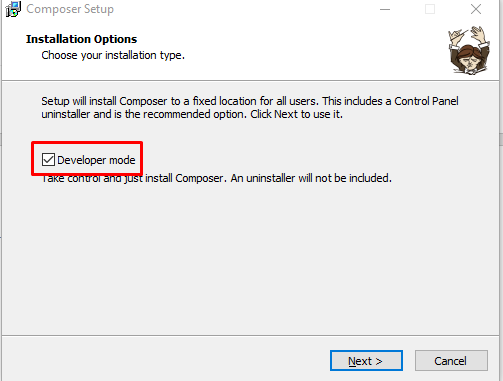 Composer Setup
Installation Options
Choose your installation type.
Setup will install Composer to a fixed location for all users. This includes a Control Panel
uninstaller and is the recommended option. Click Next to use it.
Developer mode
Take control and just install Composer. An uninstaller will not be included.
Next >
Cancel